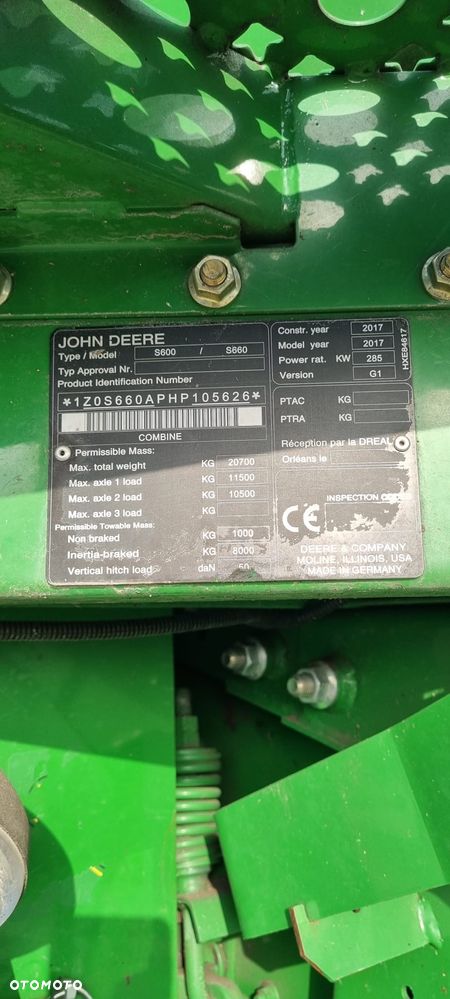 JOHN DEERE
Type / Model S600 / S660
Typ Approval Nr.
Product Identification Number
*1Z0S660APHP105626*
COMBINE
Permissible Mass:
Max. total weight KG 20700
Max. axle 1 load KG 11500
Max. axle 2 load KG 10500
Max. axle 3 load KG
Permissible Towable Mass:
Non braked KG 1000
Inertia-braked KG 8000
Vertical hitch load daN 50
Constr. year 2017
Model year 2017
Power rat. KW 285
Version G1
HXE84617
PTAC KG
PTRA KG
Réception par la DREAL
Orléans le
INSPECTION
CE
DEERE & COMPANY
MOLINE, ILLINOIS, USA
MADE IN GERMANY
OTOMOTO